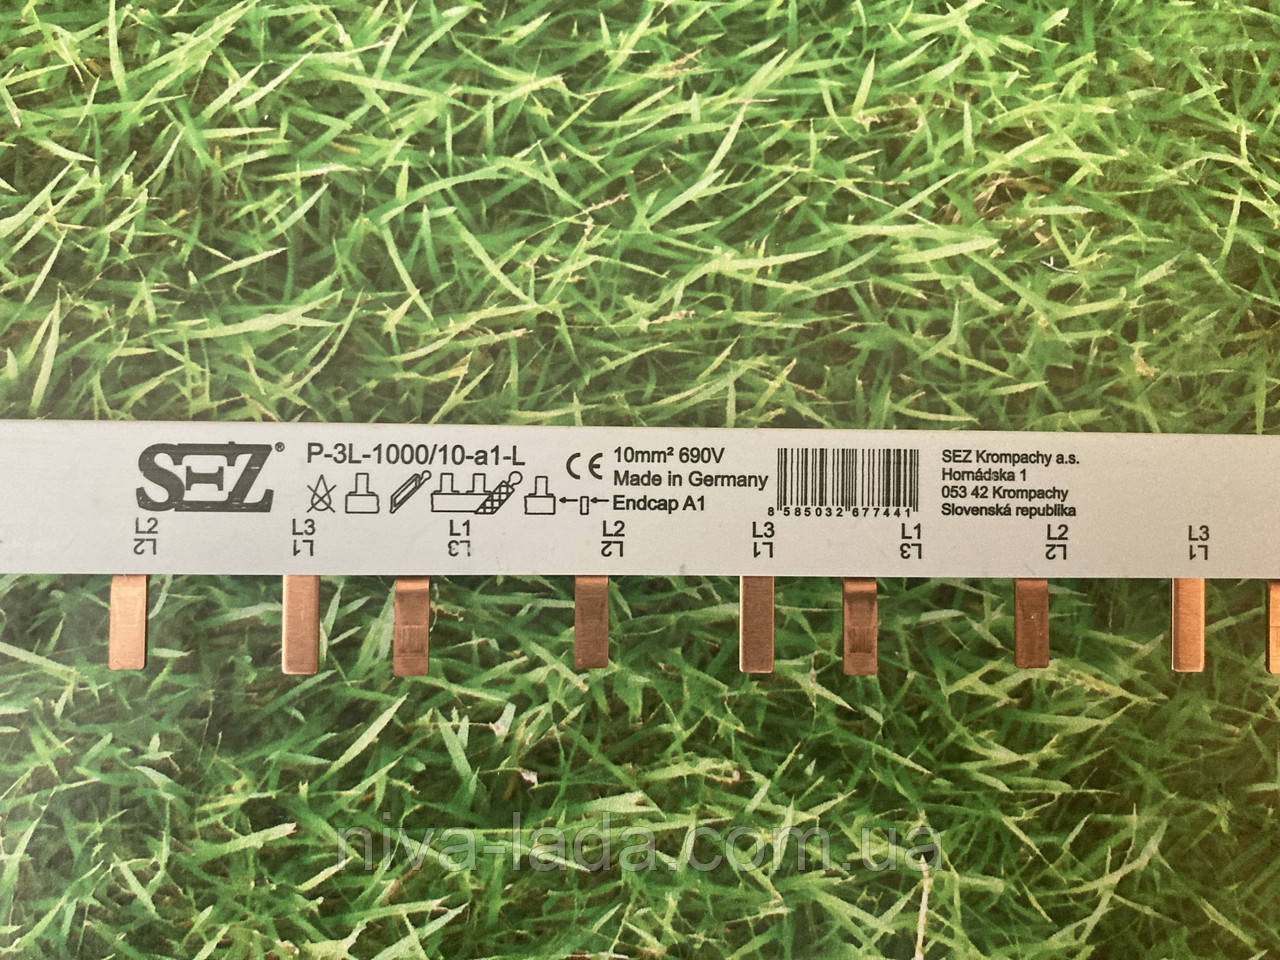 SEZ®
P-3L-1000/10-a1-L
CE
10mm² 690V
Made in Germany
Endcap A1
8 585032 677441
SEZ Krompachy a.s.
Hornádska 1
053 42 Krompachy
Slovenská republika
L2 L3 L1 L2 L3 L1 L2 L3
L2 L1 L3 L2 L1 L3 L2 L1
niva-lada.com.ua